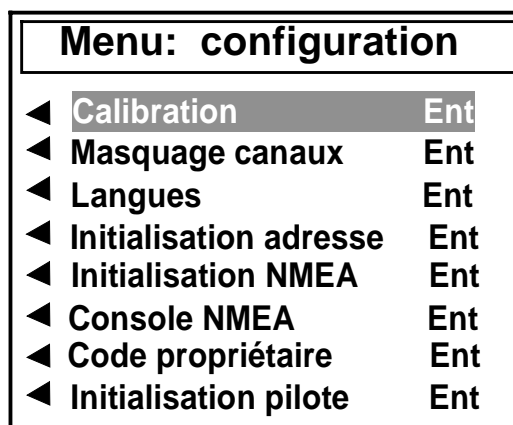 Menu: configuration
Calibration Ent
Masquage canaux Ent
Langues Ent
Initialisation adresse Ent
Initialisation NMEA Ent
Console NMEA Ent
Code propriétaire Ent
Initialisation pilote Ent